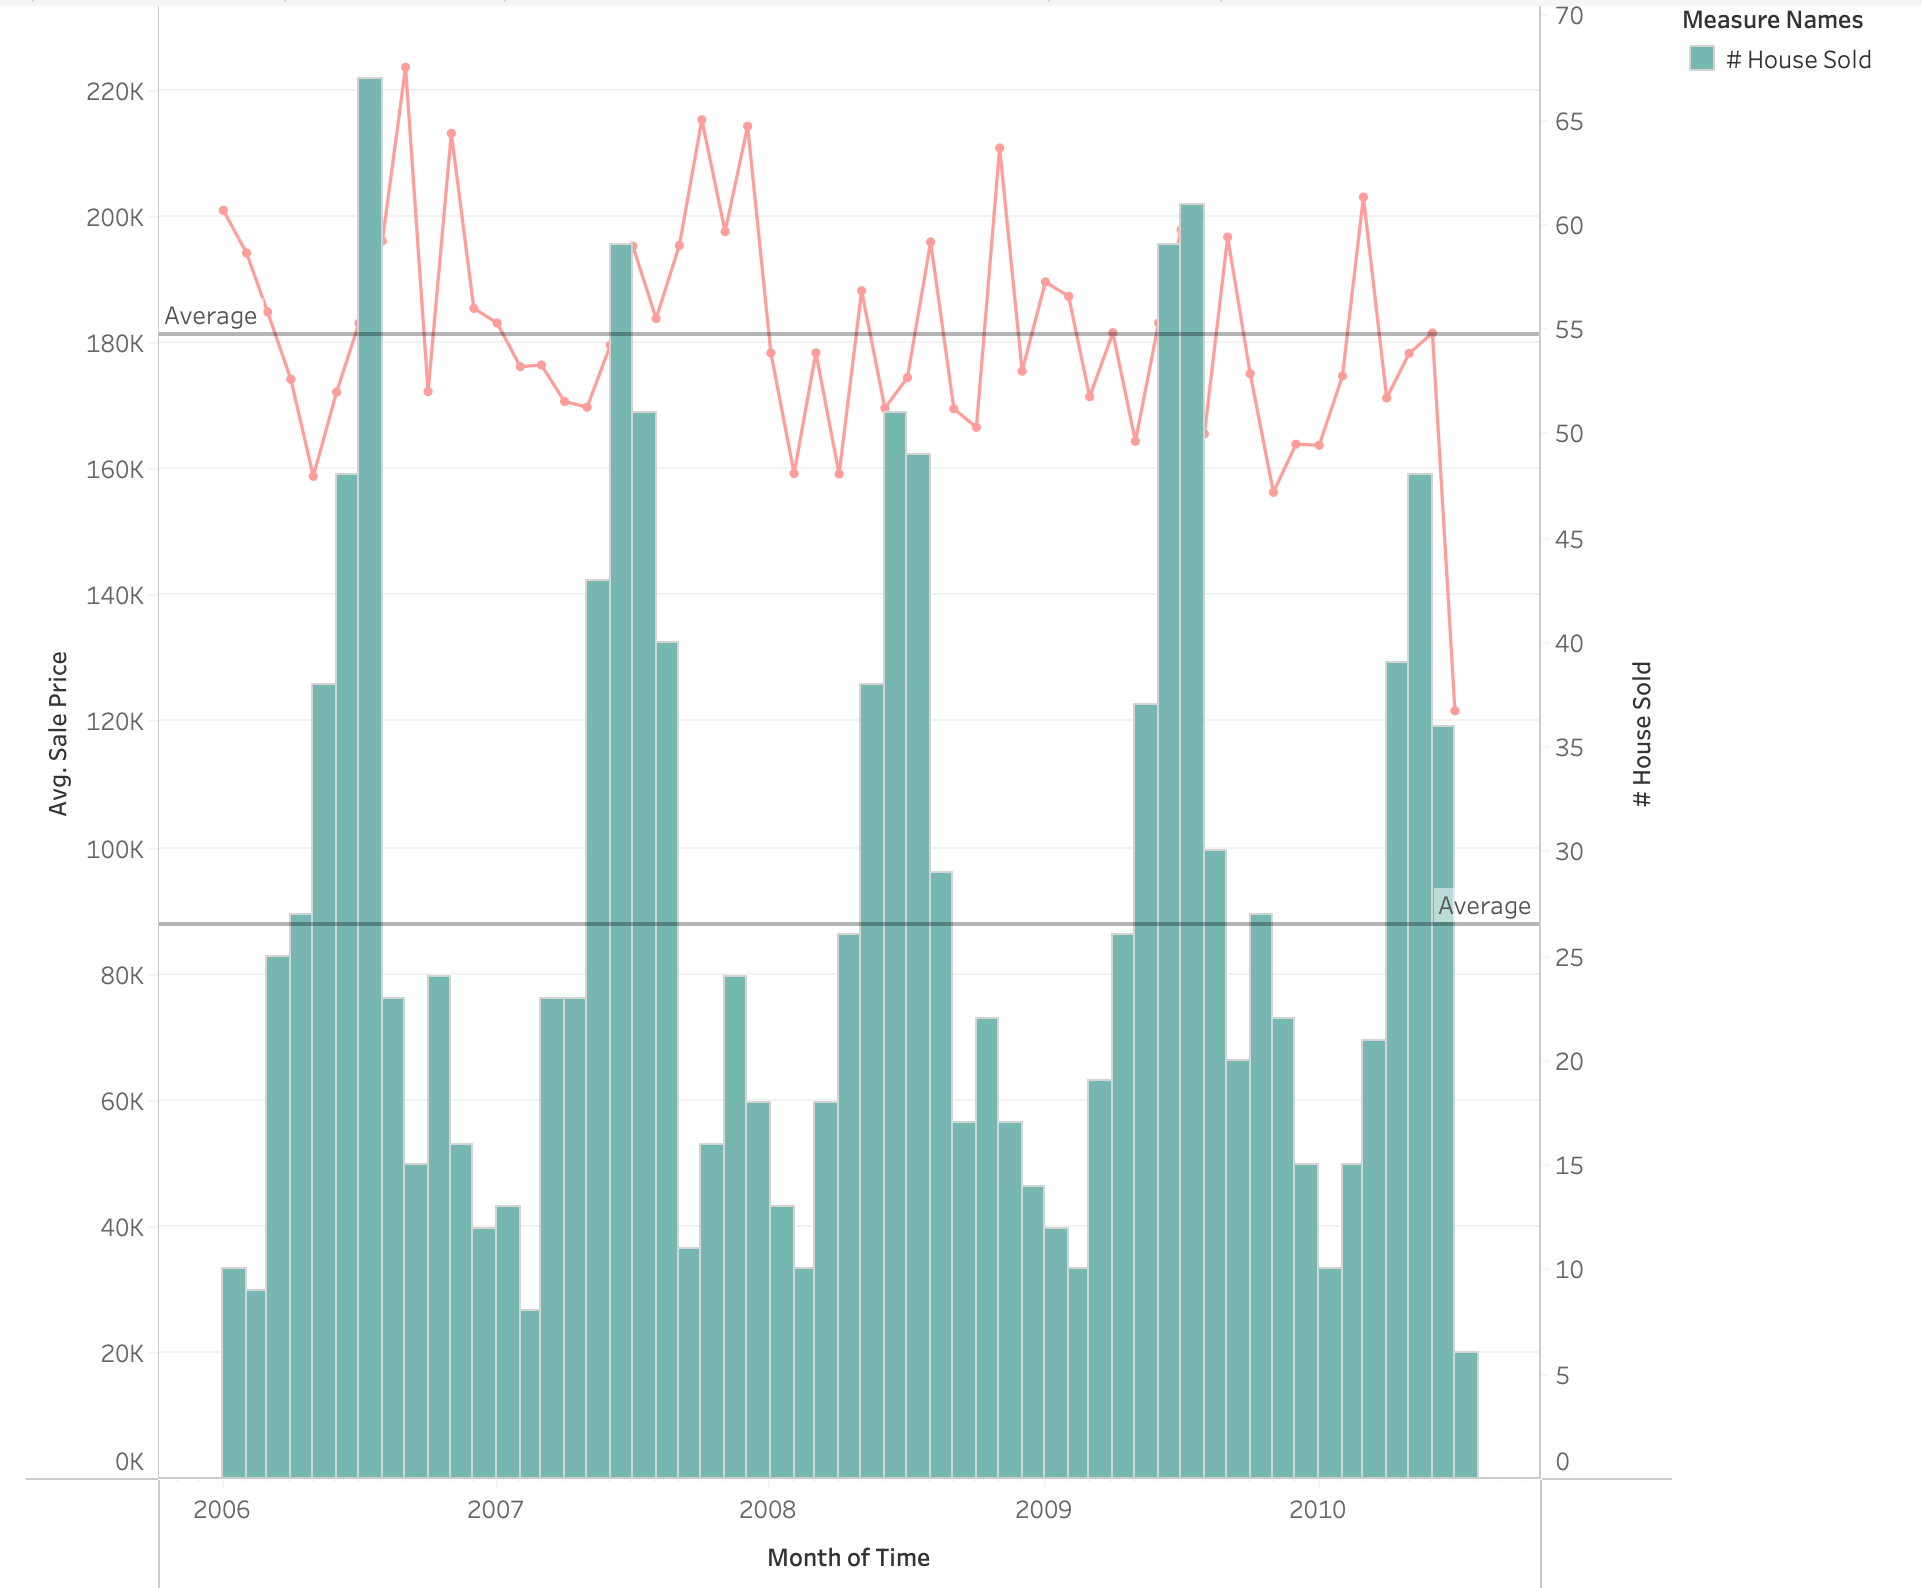 Measure Names
# House Sold
70
220K
65
200K
60
Average
55
180K
50
160K
45
140K
40
120K
35
100K
30
Average
25
80K
20
60K
15
40K
10
20K
5
0K
0
Avg. Sale Price
# House Sold
2006 2007 2008 2009 2010
Month of Time